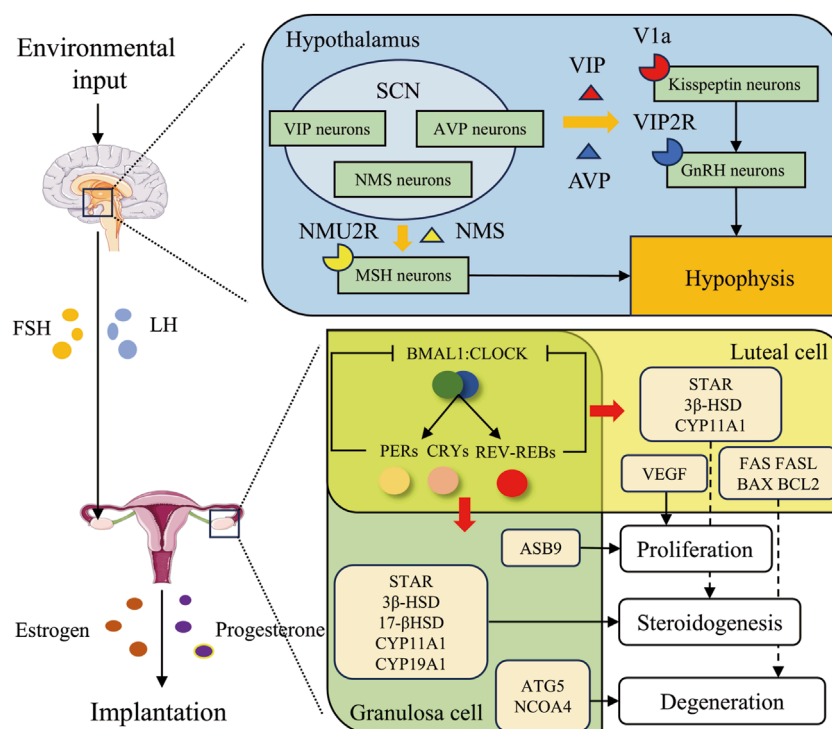 Environmental
input
Hypothalamus
SCN
VIP neurons
AVP neurons
NMS neurons
VIP
AVP
V1a
Kisspeptin neurons
VIP2R
GnRH neurons
NMU2R
NMS
MSH neurons
Hypophysis
FSH
LH
BMAL1:CLOCK
PERs
CRYs
REV-REBs
Luteal cell
STAR
3β-HSD
CYP11A1
VEGF
FAS FASL
BAX BCL2
ASB9
Proliferation
STAR
3β-HSD
17-βHSD
CYP11A1
CYP19A1
Steroidogenesis
ATG5
NCOA4
Degeneration
Granulosa cell
Estrogen
Progesterone
Implantation